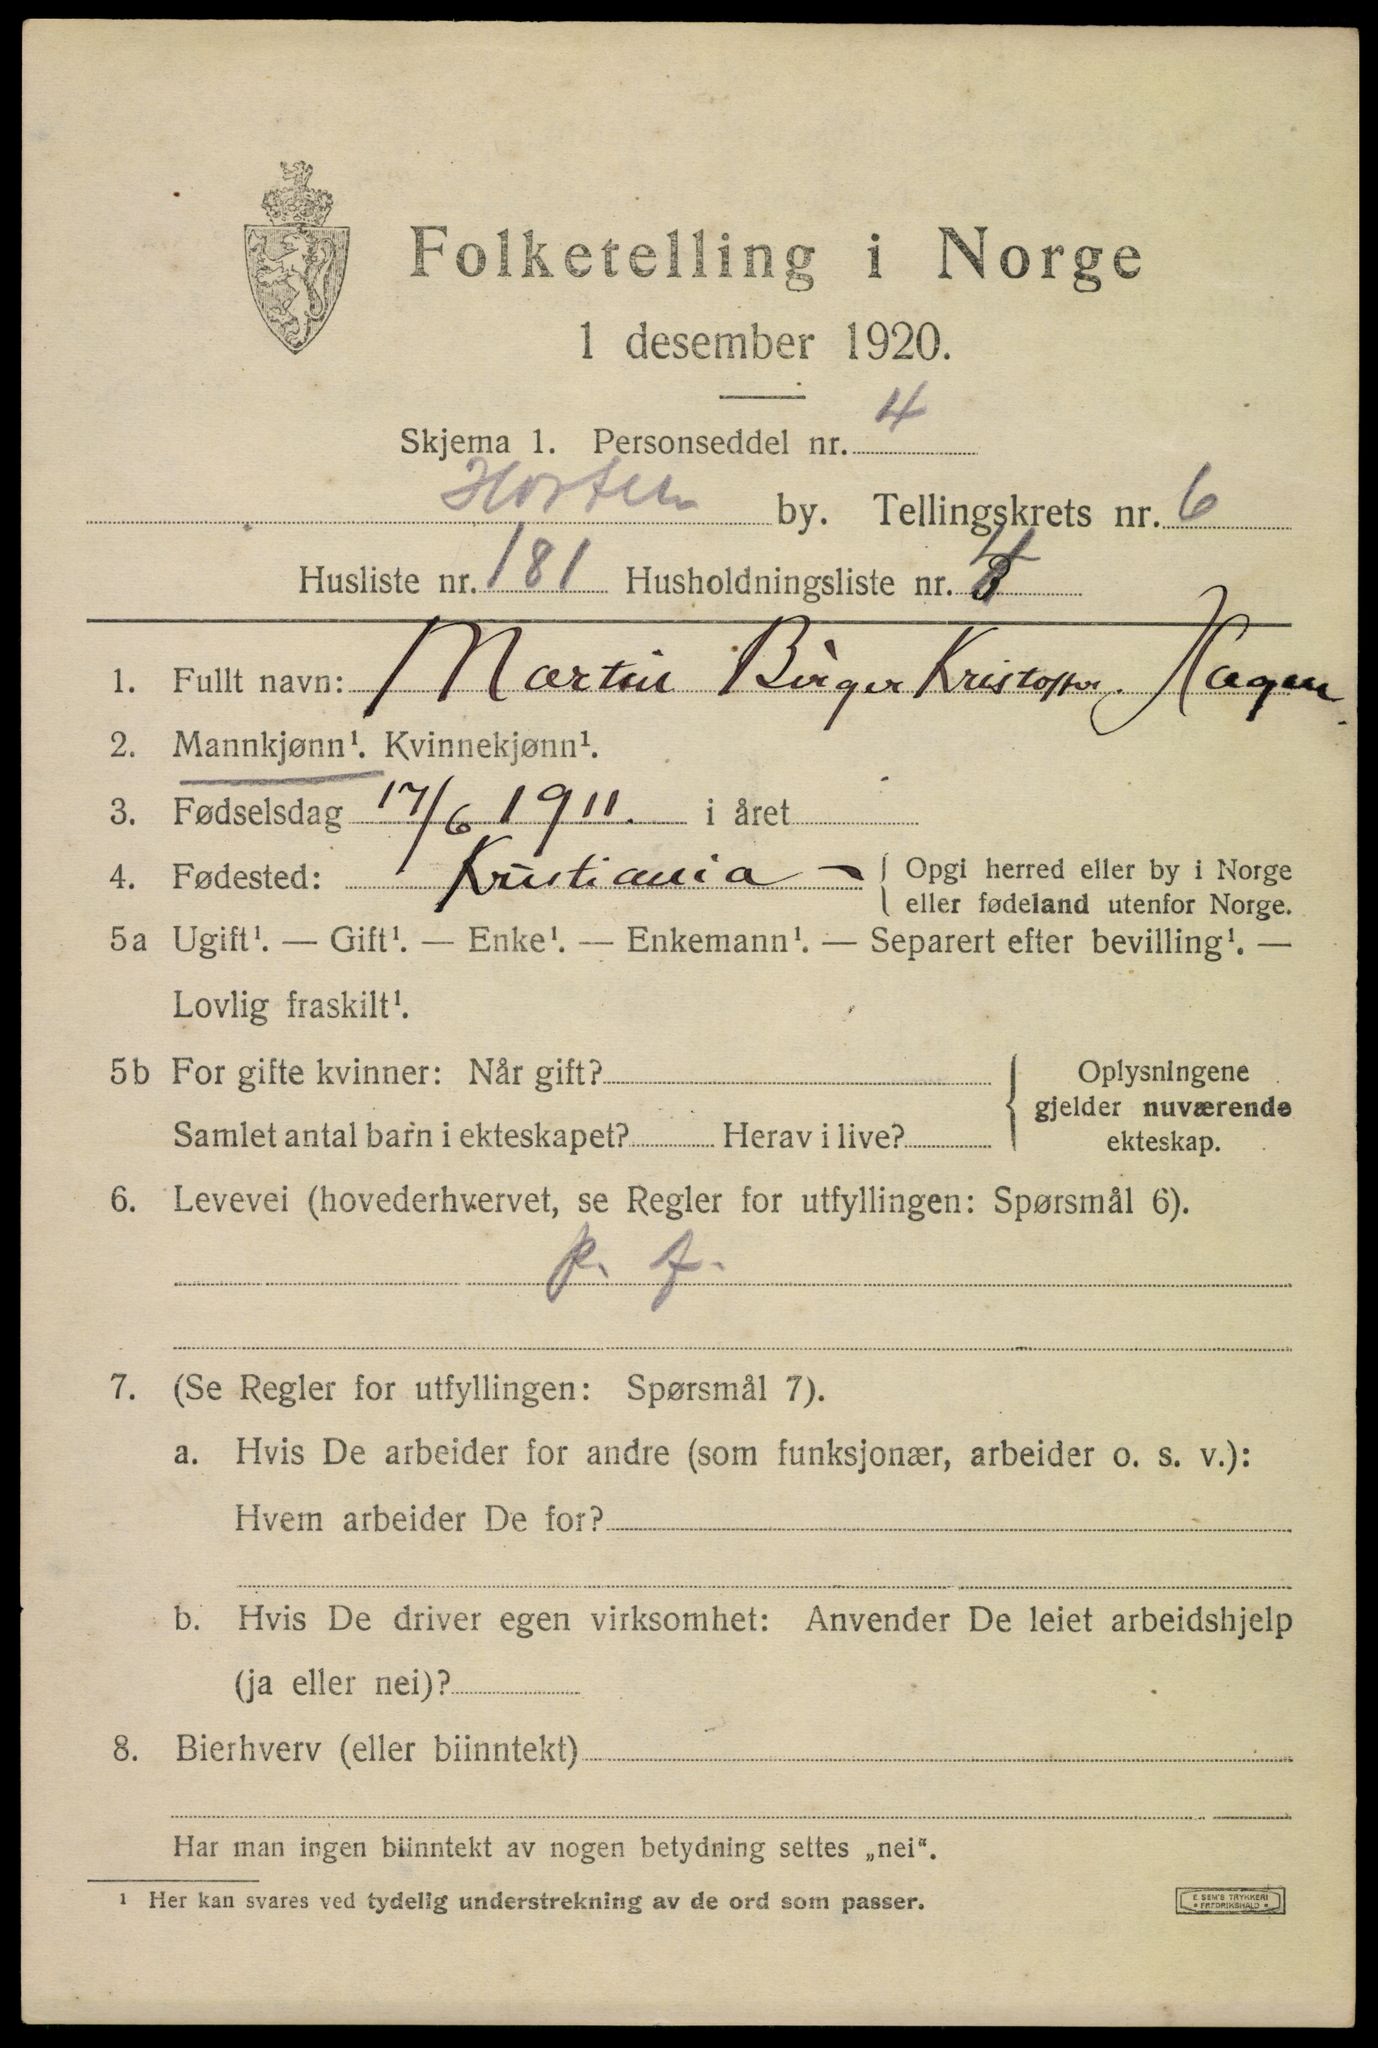 Folketelling i Norge
1 desember 1920.
Skjema 1. Personseddel nr. 4
Horten by. Tellingskrets nr. 6
Husliste nr. 181 Husholdningsliste nr. 4
1. Fullt navn: Martin Birger Kristoffer Hagen.
2. Mannkjønn¹. Kvinnekjønn¹.
3. Fødselsdag 17/6 1911. i året
4. Fødested: Kristiania - { Opgi herred eller by i Norge
eller fødeland utenfor Norge.
5a Ugift¹. — Gift¹. — Enke¹. — Enkemann¹. — Separert efter bevilling¹. —
Lovlig fraskilt¹.
5b For gifte kvinner: Når gift? { Oplysningene
gjelder nuværende
Samlet antal barn i ekteskapet? Herav i live? ekteskap.
6. Levevei (hovederhvervet, se Regler for utfyllingen: Spørsmål 6).
p. f.
7. (Se Regler for utfyllingen: Spørsmål 7).
a. Hvis De arbeider for andre (som funksjonær, arbeider o. s. v.):
Hvem arbeider De for?
b. Hvis De driver egen virksomhet: Anvender De leiet arbeidshjelp
(ja eller nei)?
8. Bierhverv (eller biinntekt)
Har man ingen biinntekt av nogen betydning settes „nei“.
¹ Her kan svares ved tydelig understrekning av de ord som passer.
E. SEM'S TRYKKERI
• FREDRIKSHALD •